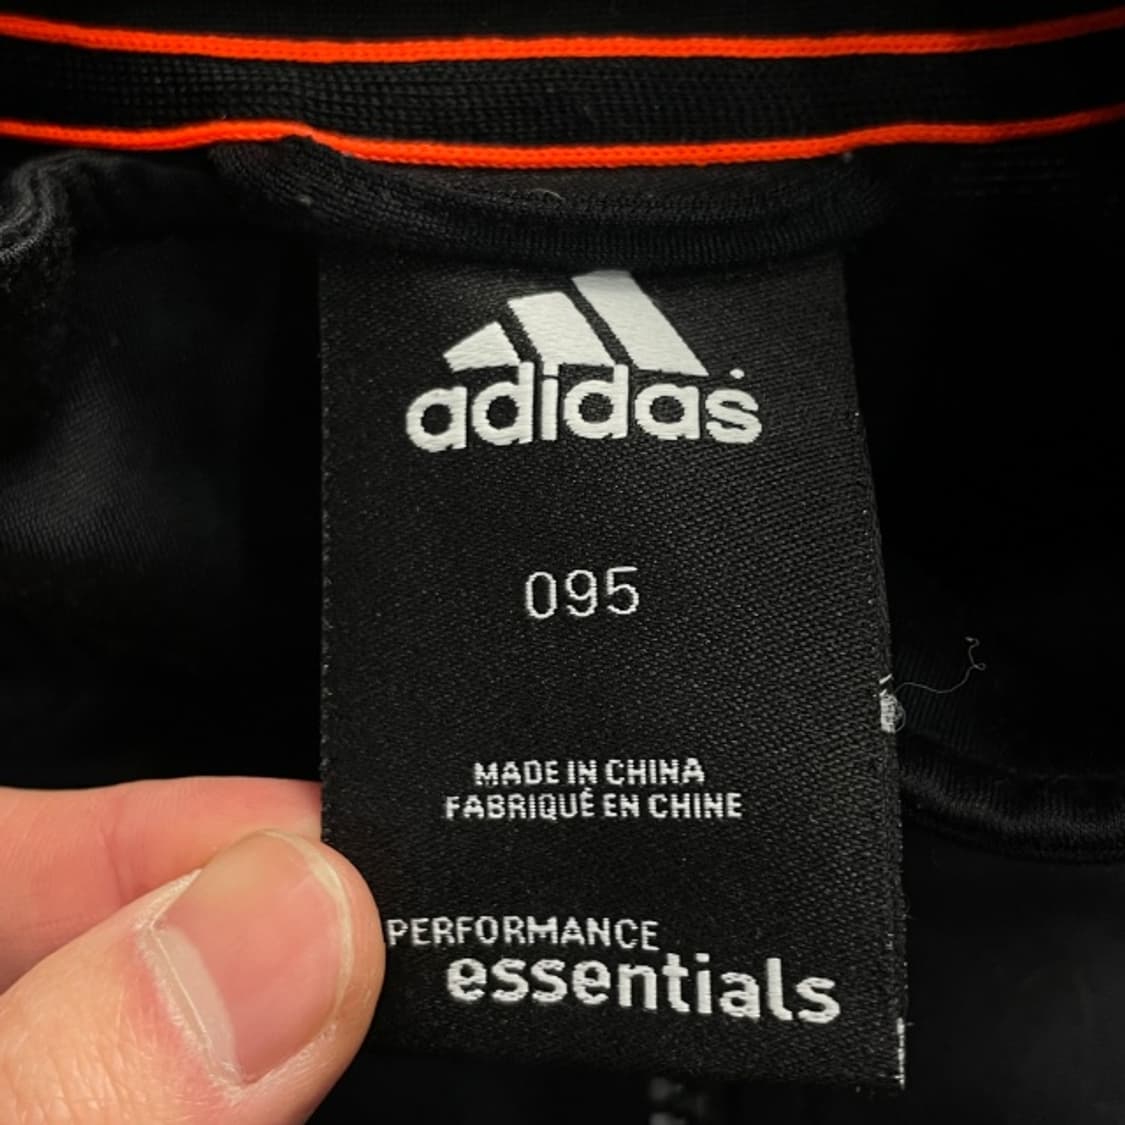 adidas
095
MADE IN CHINA
FABRIQUÉ EN CHINE
PERFORMANCE
essentials